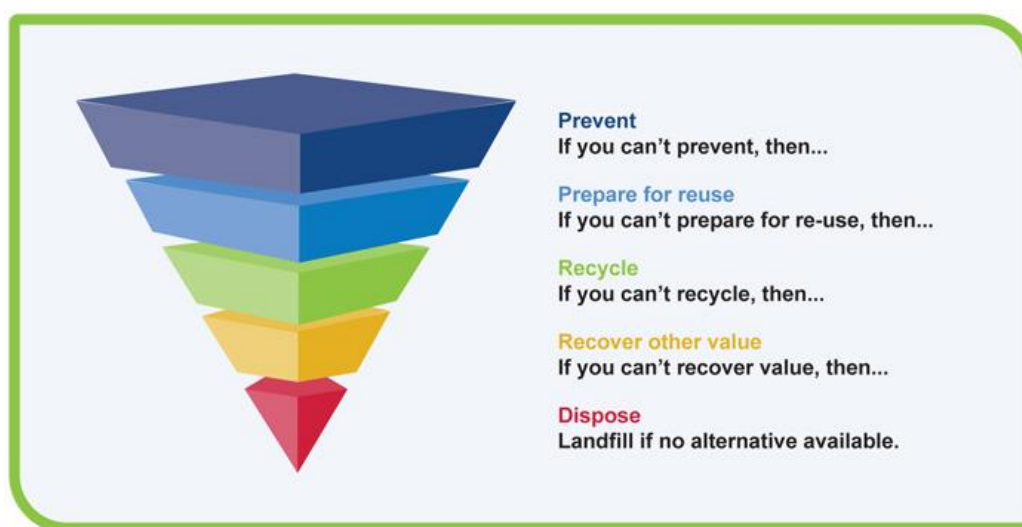 Prevent
If you can’t prevent, then...
Prepare for reuse
If you can’t prepare for re-use, then...
Recycle
If you can’t recycle, then...
Recover other value
If you can’t recover value, then...
Dispose
Landfill if no alternative available.